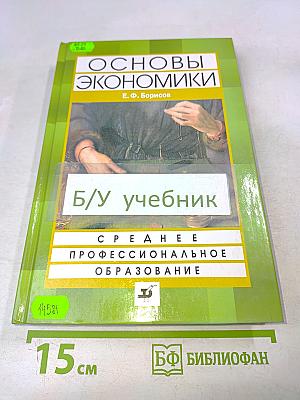 ОСНОВЫ
ЭКОНОМИКИ
Е. Ф. Борисов
Б/У учебник
СРЕДНЕЕ
ПРОФЕССИОНАЛЬНОЕ
ОБРАЗОВАНИЕ
15 см
БФ БИБЛИОФАН